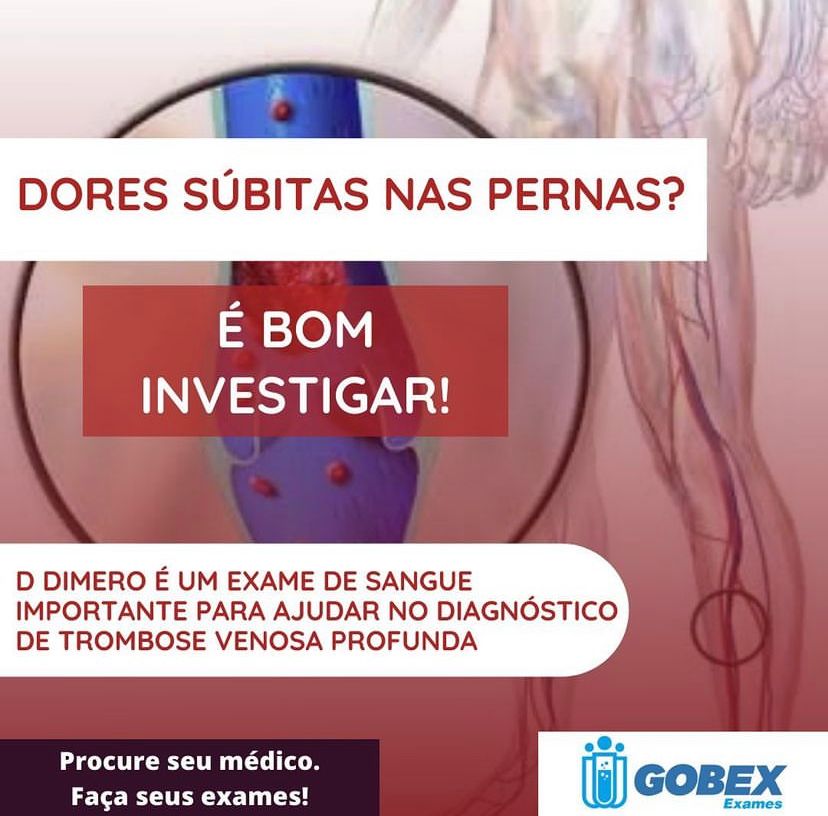 DORES SÚBITAS NAS PERNAS?
É BOM
INVESTIGAR!
D DIMERO É UM EXAME DE SANGUE
IMPORTANTE PARA AJUDAR NO DIAGNÓSTICO
DE TROMBOSE VENOSA PROFUNDA
Procure seu médico.
Faça seus exames!
GOBEX
Exames